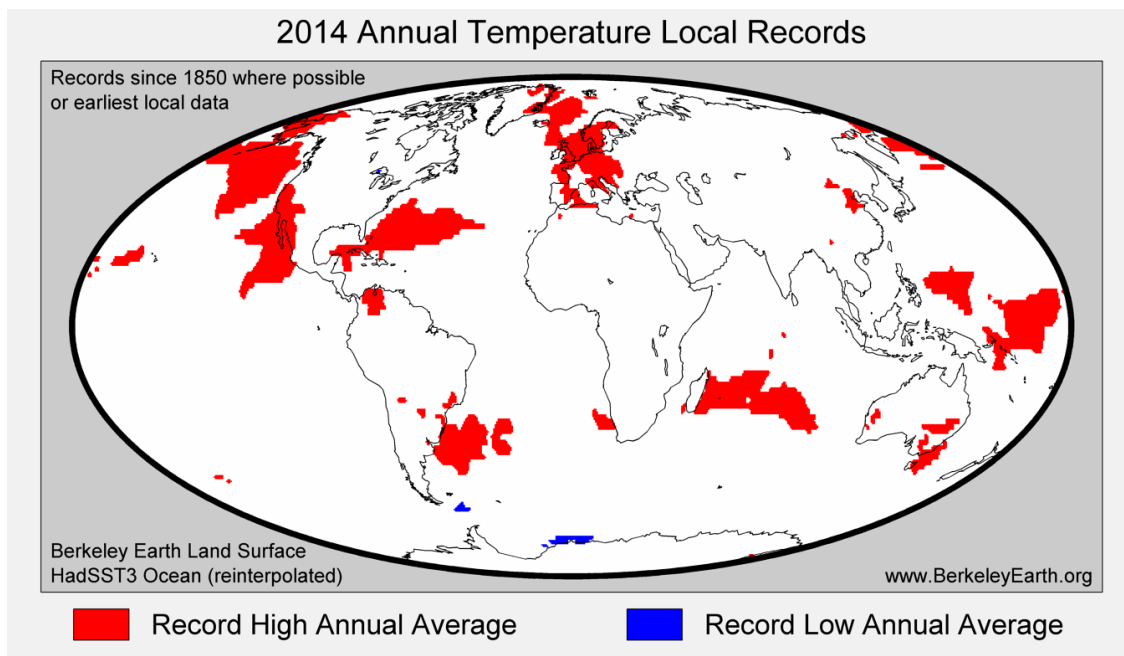 2014 Annual Temperature Local Records
Records since 1850 where possible
or earliest local data
Berkeley Earth Land Surface
HadSST3 Ocean (reinterpolated)
www.BerkeleyEarth.org
Record High Annual Average
Record Low Annual Average